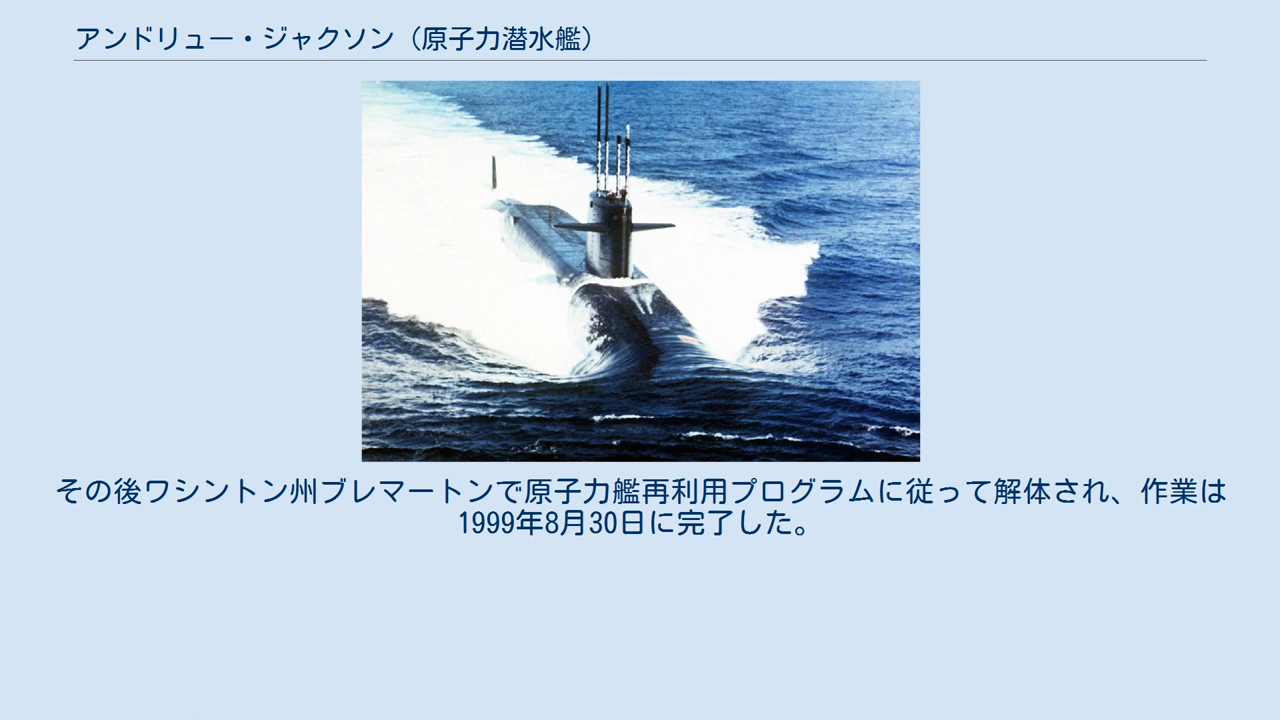 アンドリュー・ジャクソン（原子力潜水艦）
その後ワシントン州ブレマートンで原子力艦再利用プログラムに従って解体され、作業は
1999年8月30日に完了した。